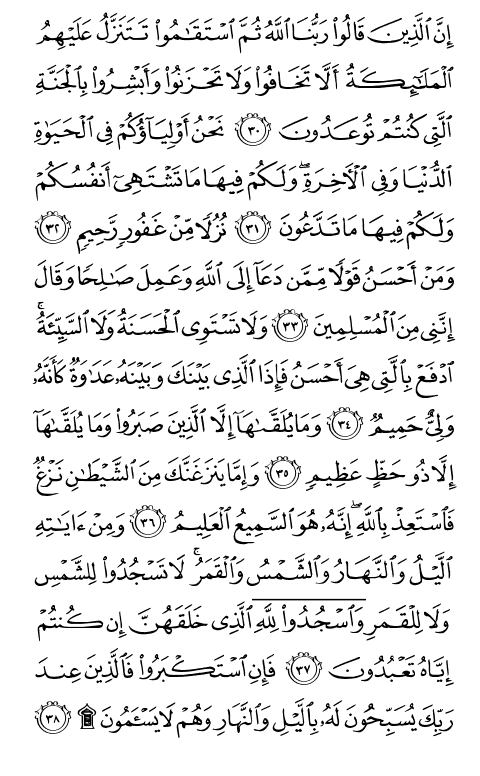 إِنَّ ٱلَّذِينَ قَالُوا۟ رَبُّنَا ٱللَّهُ ثُمَّ ٱسْتَقَـٰمُوا۟ تَتَنَزَّلُ عَلَيْهِمُ
ٱلْمَلَـٰٓئِكَةُ أَلَّا تَخَافُوا۟ وَلَا تَحْزَنُوا۟ وَأَبْشِرُوا۟ بِٱلْجَنَّةِ
ٱلَّتِى كُنتُمْ تُوعَدُونَ ٣٠ نَحْنُ أَوْلِيَآؤُكُمْ فِى ٱلْحَيَوٰةِ
ٱلدُّنْيَا وَفِى ٱلْـَٔاخِرَةِ ۖ وَلَكُمْ فِيهَا مَا تَشْتَهِىٓ أَنفُسُكُمْ
وَلَكُمْ فِيهَا مَا تَدَّعُونَ ٣١ نُزُلًا مِّنْ غَفُورٍ رَّحِيمٍ ٣٢
وَمَنْ أَحْسَنُ قَوْلًا مِّمَّن دَعَآ إِلَى ٱللَّهِ وَعَمِلَ صَـٰلِحًا وَقَالَ
إِنَّنِى مِنَ ٱلْمُسْلِمِينَ ٣٣ وَلَا تَسْتَوِى ٱلْحَسَنَةُ وَلَا ٱلسَّيِّئَةُ ۚ
ٱدْفَعْ بِٱلَّتِى هِىَ أَحْسَنُ فَإِذَا ٱلَّذِى بَيْنَكَ وَبَيْنَهُۥ عَدَٰوَةٌ كَأَنَّهُۥ
وَلِىٌّ حَمِيمٌ ٣٤ وَمَا يُلَقَّىٰهَآ إِلَّا ٱلَّذِينَ صَبَرُوا۟ وَمَا يُلَقَّىٰهَآ
إِلَّا ذُو حَظٍّ عَظِيمٍ ٣٥ وَإِمَّا يَنزَغَنَّكَ مِنَ ٱلشَّيْطَـٰنِ نَزْغٌ
فَٱسْتَعِذْ بِٱللَّهِ ۖ إِنَّهُۥ هُوَ ٱلسَّمِيعُ ٱلْعَلِيمُ ٣٦ وَمِنْ ءَايَـٰتِهِ
ٱلَّيْلُ وَٱلنَّهَارُ وَٱلشَّمْسُ وَٱلْقَمَرُ ۚ لَا تَسْجُدُوا۟ لِلشَّمْسِ
وَلَا لِلْقَمَرِ وَٱسْجُدُوا۟ لِلَّهِ ٱلَّذِى خَلَقَهُنَّ إِن كُنتُمْ
إِيَّاهُ تَعْبُدُونَ ٣٧ فَإِنِ ٱسْتَكْبَرُوا۟ فَٱلَّذِينَ عِندَ
رَبِّكَ يُسَبِّحُونَ لَهُۥ بِٱلَّيْلِ وَٱلنَّهَارِ وَهُمْ لَا يَسْـَٔمُونَ ۩ ٣٨